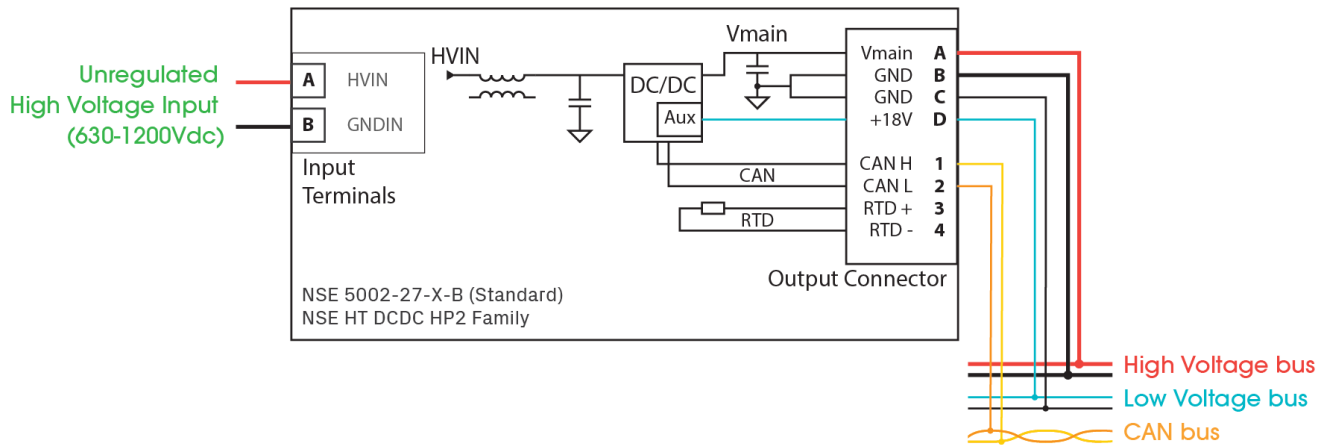 Unregulated
High Voltage Input
(630-1200Vdc)
A HVIN
B GNDIN
Input
Terminals
HVIN
DC/DC
Aux
Vmain
CAN
RTD
Vmain A
GND B
GND C
+18V D
CAN H 1
CAN L 2
RTD + 3
RTD - 4
Output Connector
NSE 5002-27-X-B (Standard)
NSE HT DCDC HP2 Family
High Voltage bus
Low Voltage bus
CAN bus